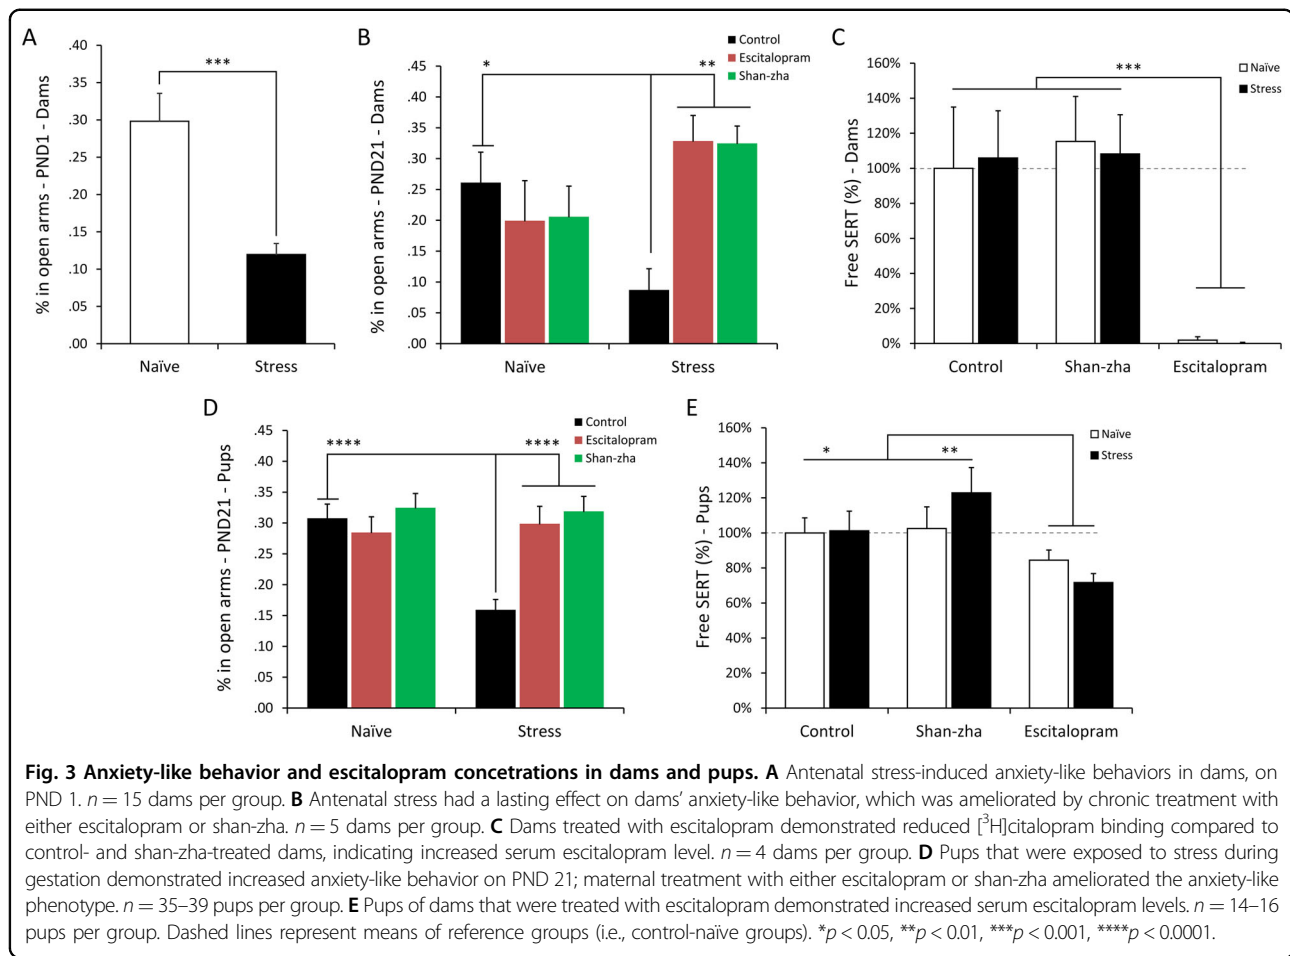 A
.40
.35
.30
.25
.20
.15
.10
.05
.00
% in open arms - PND1 - Dams
***
Naïve
Stress
B
.45
.40
.35
.30
.25
.20
.15
.10
.05
.00
% in open arms - PND21 - Dams
Control
Escitalopram
Shan-zha
*
**
Naïve
Stress
C
160%
140%
120%
100%
80%
60%
40%
20%
0%
Free SERT (%) - Dams
Naïve
Stress
***
Control
Shan-zha
Escitalopram
D
.45
.40
.35
.30
.25
.20
.15
.10
.05
.00
% in open arms - PND21 - Pups
Control
Escitalopram
Shan-zha
****
****
Naïve
Stress
E
160%
140%
120%
100%
80%
60%
40%
20%
0%
Free SERT (%) - Pups
Naïve
Stress
*
**
Control
Shan-zha
Escitalopram
Fig. 3 Anxiety-like behavior and escitalopram concetrations in dams and pups. A Antenatal stress-induced anxiety-like behaviors in dams, on
PND 1. n = 15 dams per group. B Antenatal stress had a lasting effect on dams' anxiety-like behavior, which was ameliorated by chronic treatment with
either escitalopram or shan-zha. n = 5 dams per group. C Dams treated with escitalopram demonstrated reduced [³H]citalopram binding compared to
control- and shan-zha-treated dams, indicating increased serum escitalopram level. n = 4 dams per group. D Pups that were exposed to stress during
gestation demonstrated increased anxiety-like behavior on PND 21; maternal treatment with either escitalopram or shan-zha ameliorated the anxiety-like
phenotype. n = 35–39 pups per group. E Pups of dams that were treated with escitalopram demonstrated increased serum escitalopram levels. n = 14–16
pups per group. Dashed lines represent means of reference groups (i.e., control-naïve groups). *p < 0.05, **p < 0.01, ***p < 0.001, ****p < 0.0001.